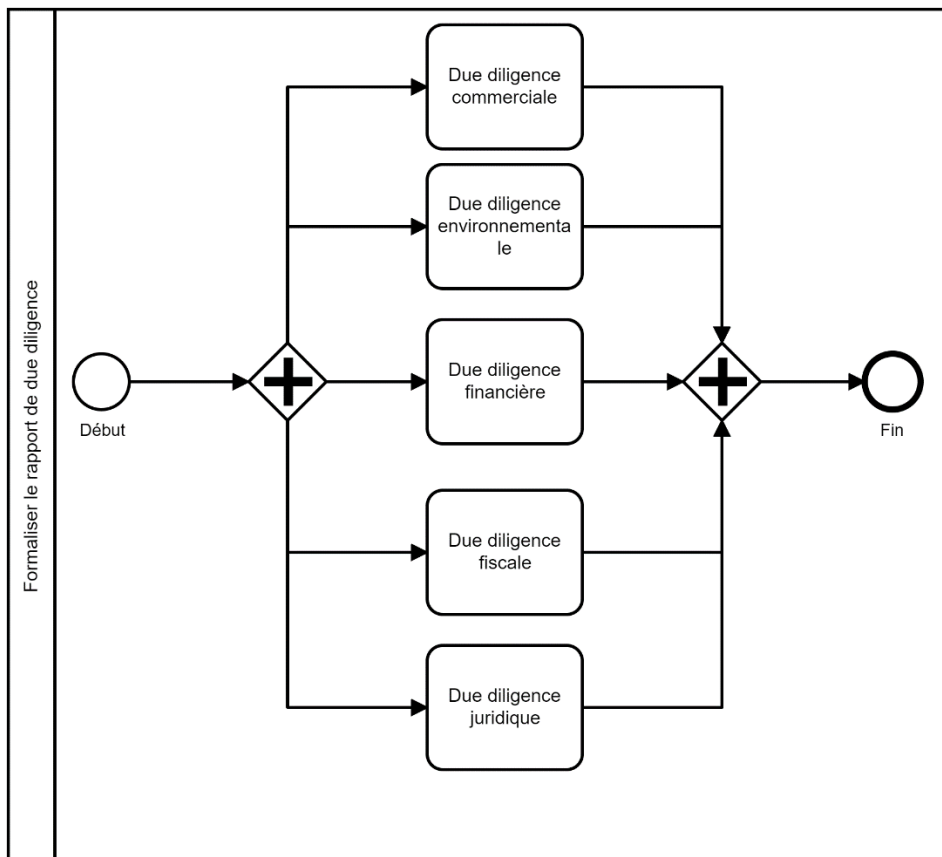 Formaliser le rapport de due diligence
Début
Due diligence
commerciale
Due diligence
environnementa
le
Due diligence
financière
Due diligence
fiscale
Due diligence
juridique
Fin